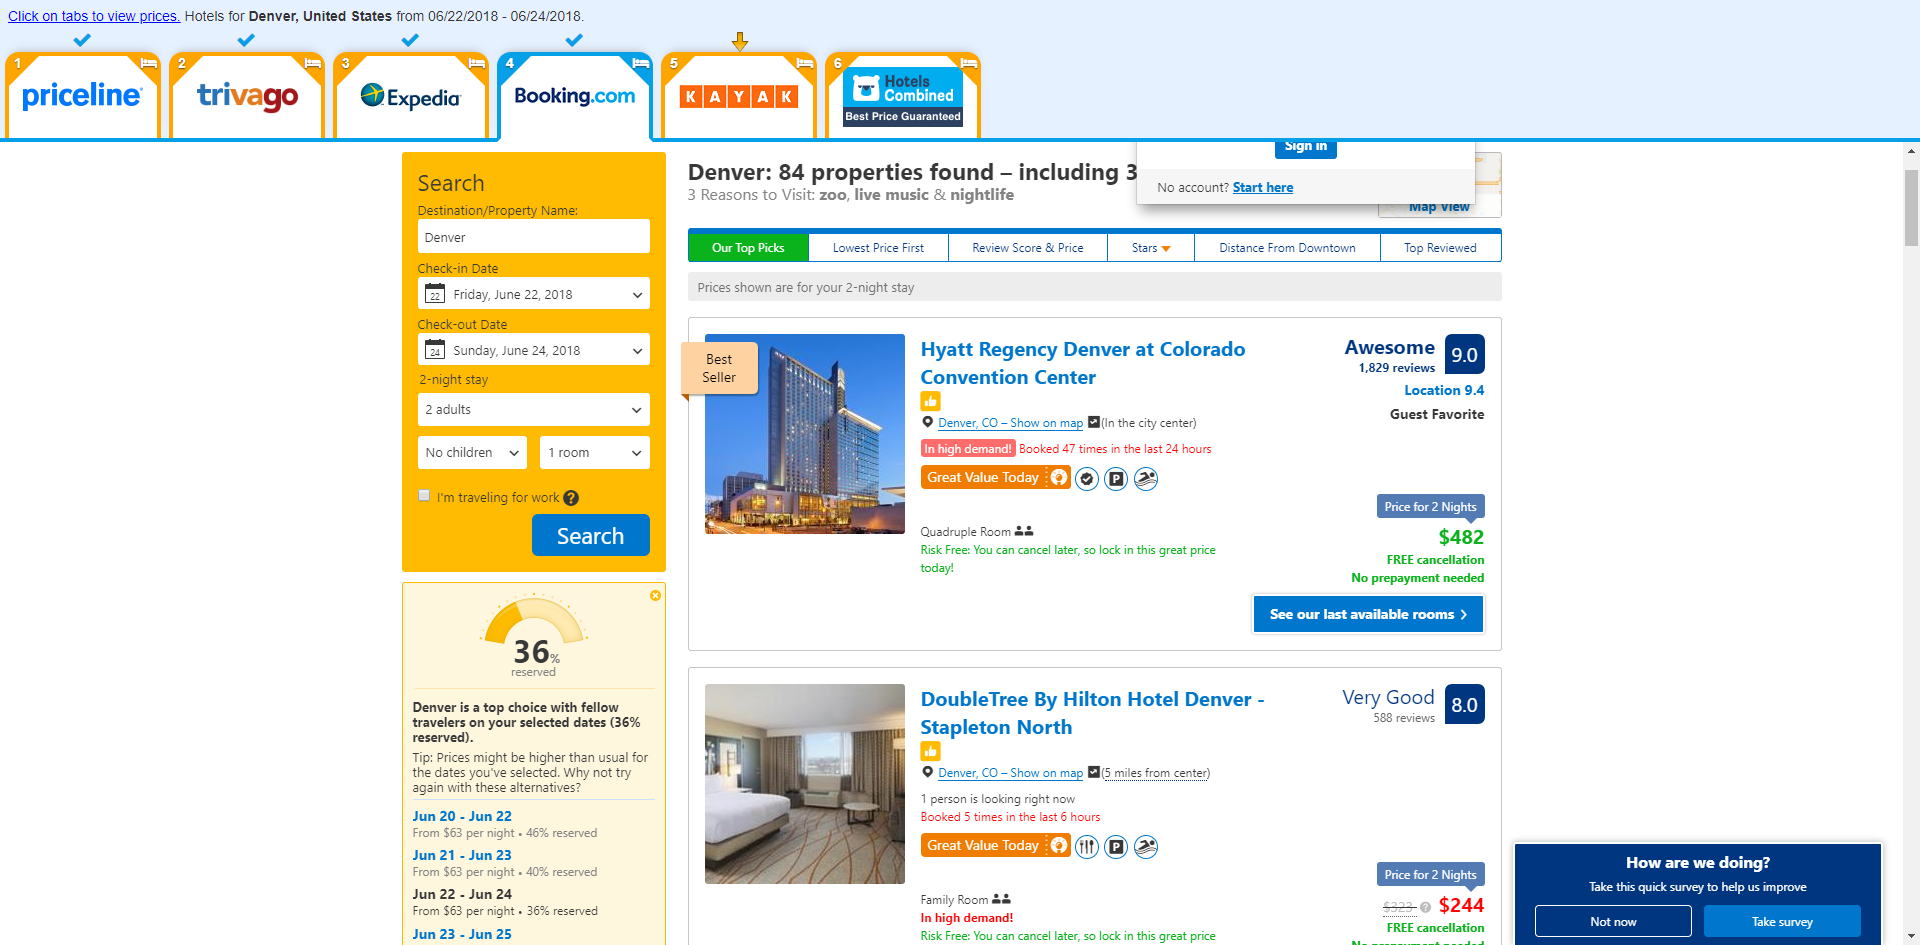 Click on tabs to view prices. Hotels for Denver, United States from 06/22/2018 - 06/24/2018.
1
priceline
2
trivago
3
Expedia
4
Booking.com
5
KAYAK
6
Hotels
Combined
Best Price Guaranteed
Search
Destination/Property Name:
Denver
Check-in Date
22
Friday, June 22, 2018
Check-out Date
24
Sunday, June 24, 2018
2-night stay
2 adults
No children
1 room
I'm traveling for work
Search
36%
reserved
Denver is a top choice with fellow
travelers on your selected dates (36%
reserved).
Tip: Prices might be higher than usual for
the dates you've selected. Why not try
again with these alternatives?
Jun 20 - Jun 22
From $63 per night • 46% reserved
Jun 21 - Jun 23
From $63 per night • 40% reserved
Jun 22 - Jun 24
From $63 per night • 36% reserved
Jun 23 - Jun 25
Denver: 84 properties found – including 3
3 Reasons to Visit: zoo, live music & nightlife
Sign in
No account? Start here
Map View
Our Top Picks
Lowest Price First
Review Score & Price
Stars
Distance From Downtown
Top Reviewed
Prices shown are for your 2-night stay
Best
Seller
Hyatt Regency Denver at Colorado
Convention Center
Denver, CO – Show on map (In the city center)
In high demand! Booked 47 times in the last 24 hours
Great Value Today
P
Quadruple Room
Risk Free: You can cancel later, so lock in this great price
today!
Awesome 9.0
1,829 reviews
Location 9.4
Guest Favorite
Price for 2 Nights
$482
FREE cancellation
No prepayment needed
See our last available rooms
DoubleTree By Hilton Hotel Denver -
Stapleton North
Denver, CO – Show on map (5 miles from center)
1 person is looking right now
Booked 5 times in the last 6 hours
Great Value Today
P
Family Room
In high demand!
Risk Free: You can cancel later, so lock in this great price
Very Good 8.0
588 reviews
Price for 2 Nights
$323 $244
FREE cancellation
No prepayment needed
How are we doing?
Take this quick survey to help us improve
Not now
Take survey